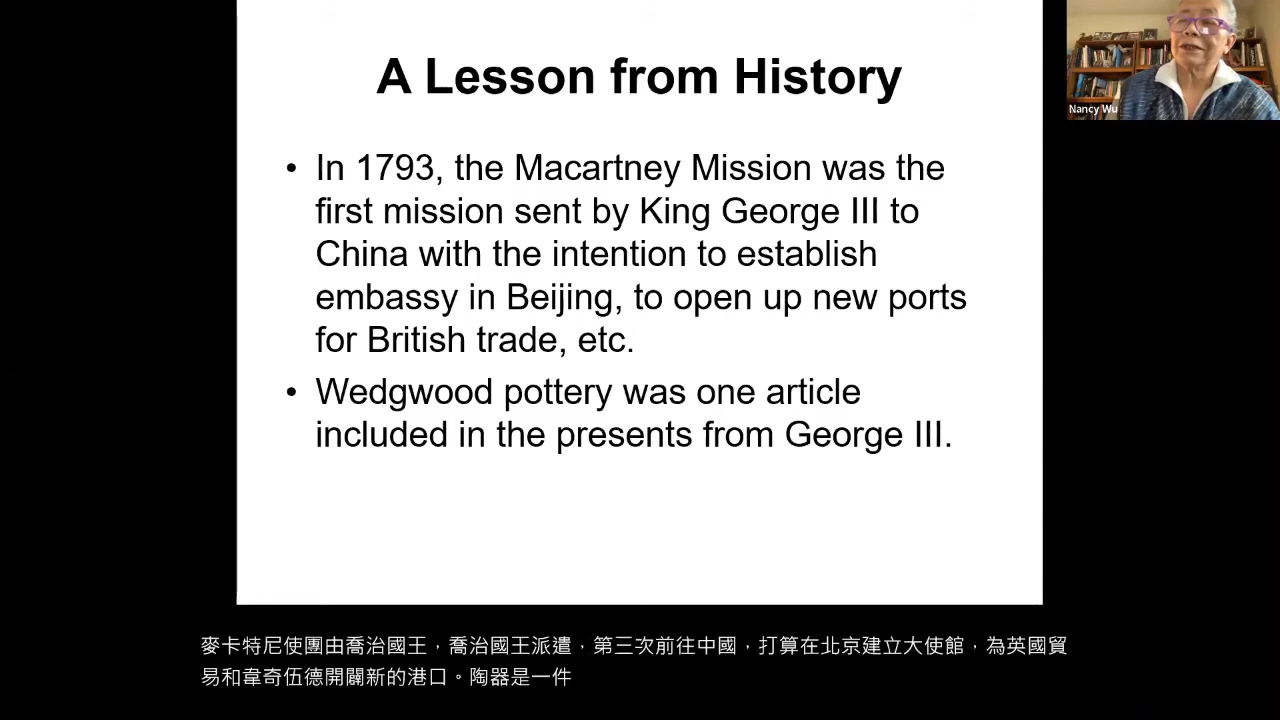 A Lesson from History
• In 1793, the Macartney Mission was the
first mission sent by King George III to
China with the intention to establish
embassy in Beijing, to open up new ports
for British trade, etc.
• Wedgwood pottery was one article
included in the presents from George III.
Nancy Wu
麥卡特尼使團由喬治國王，喬治國王派遣，第三次前往中國，打算在北京建立大使館，為英國貿
易和韋奇伍德開闢新的港口。陶器是一件